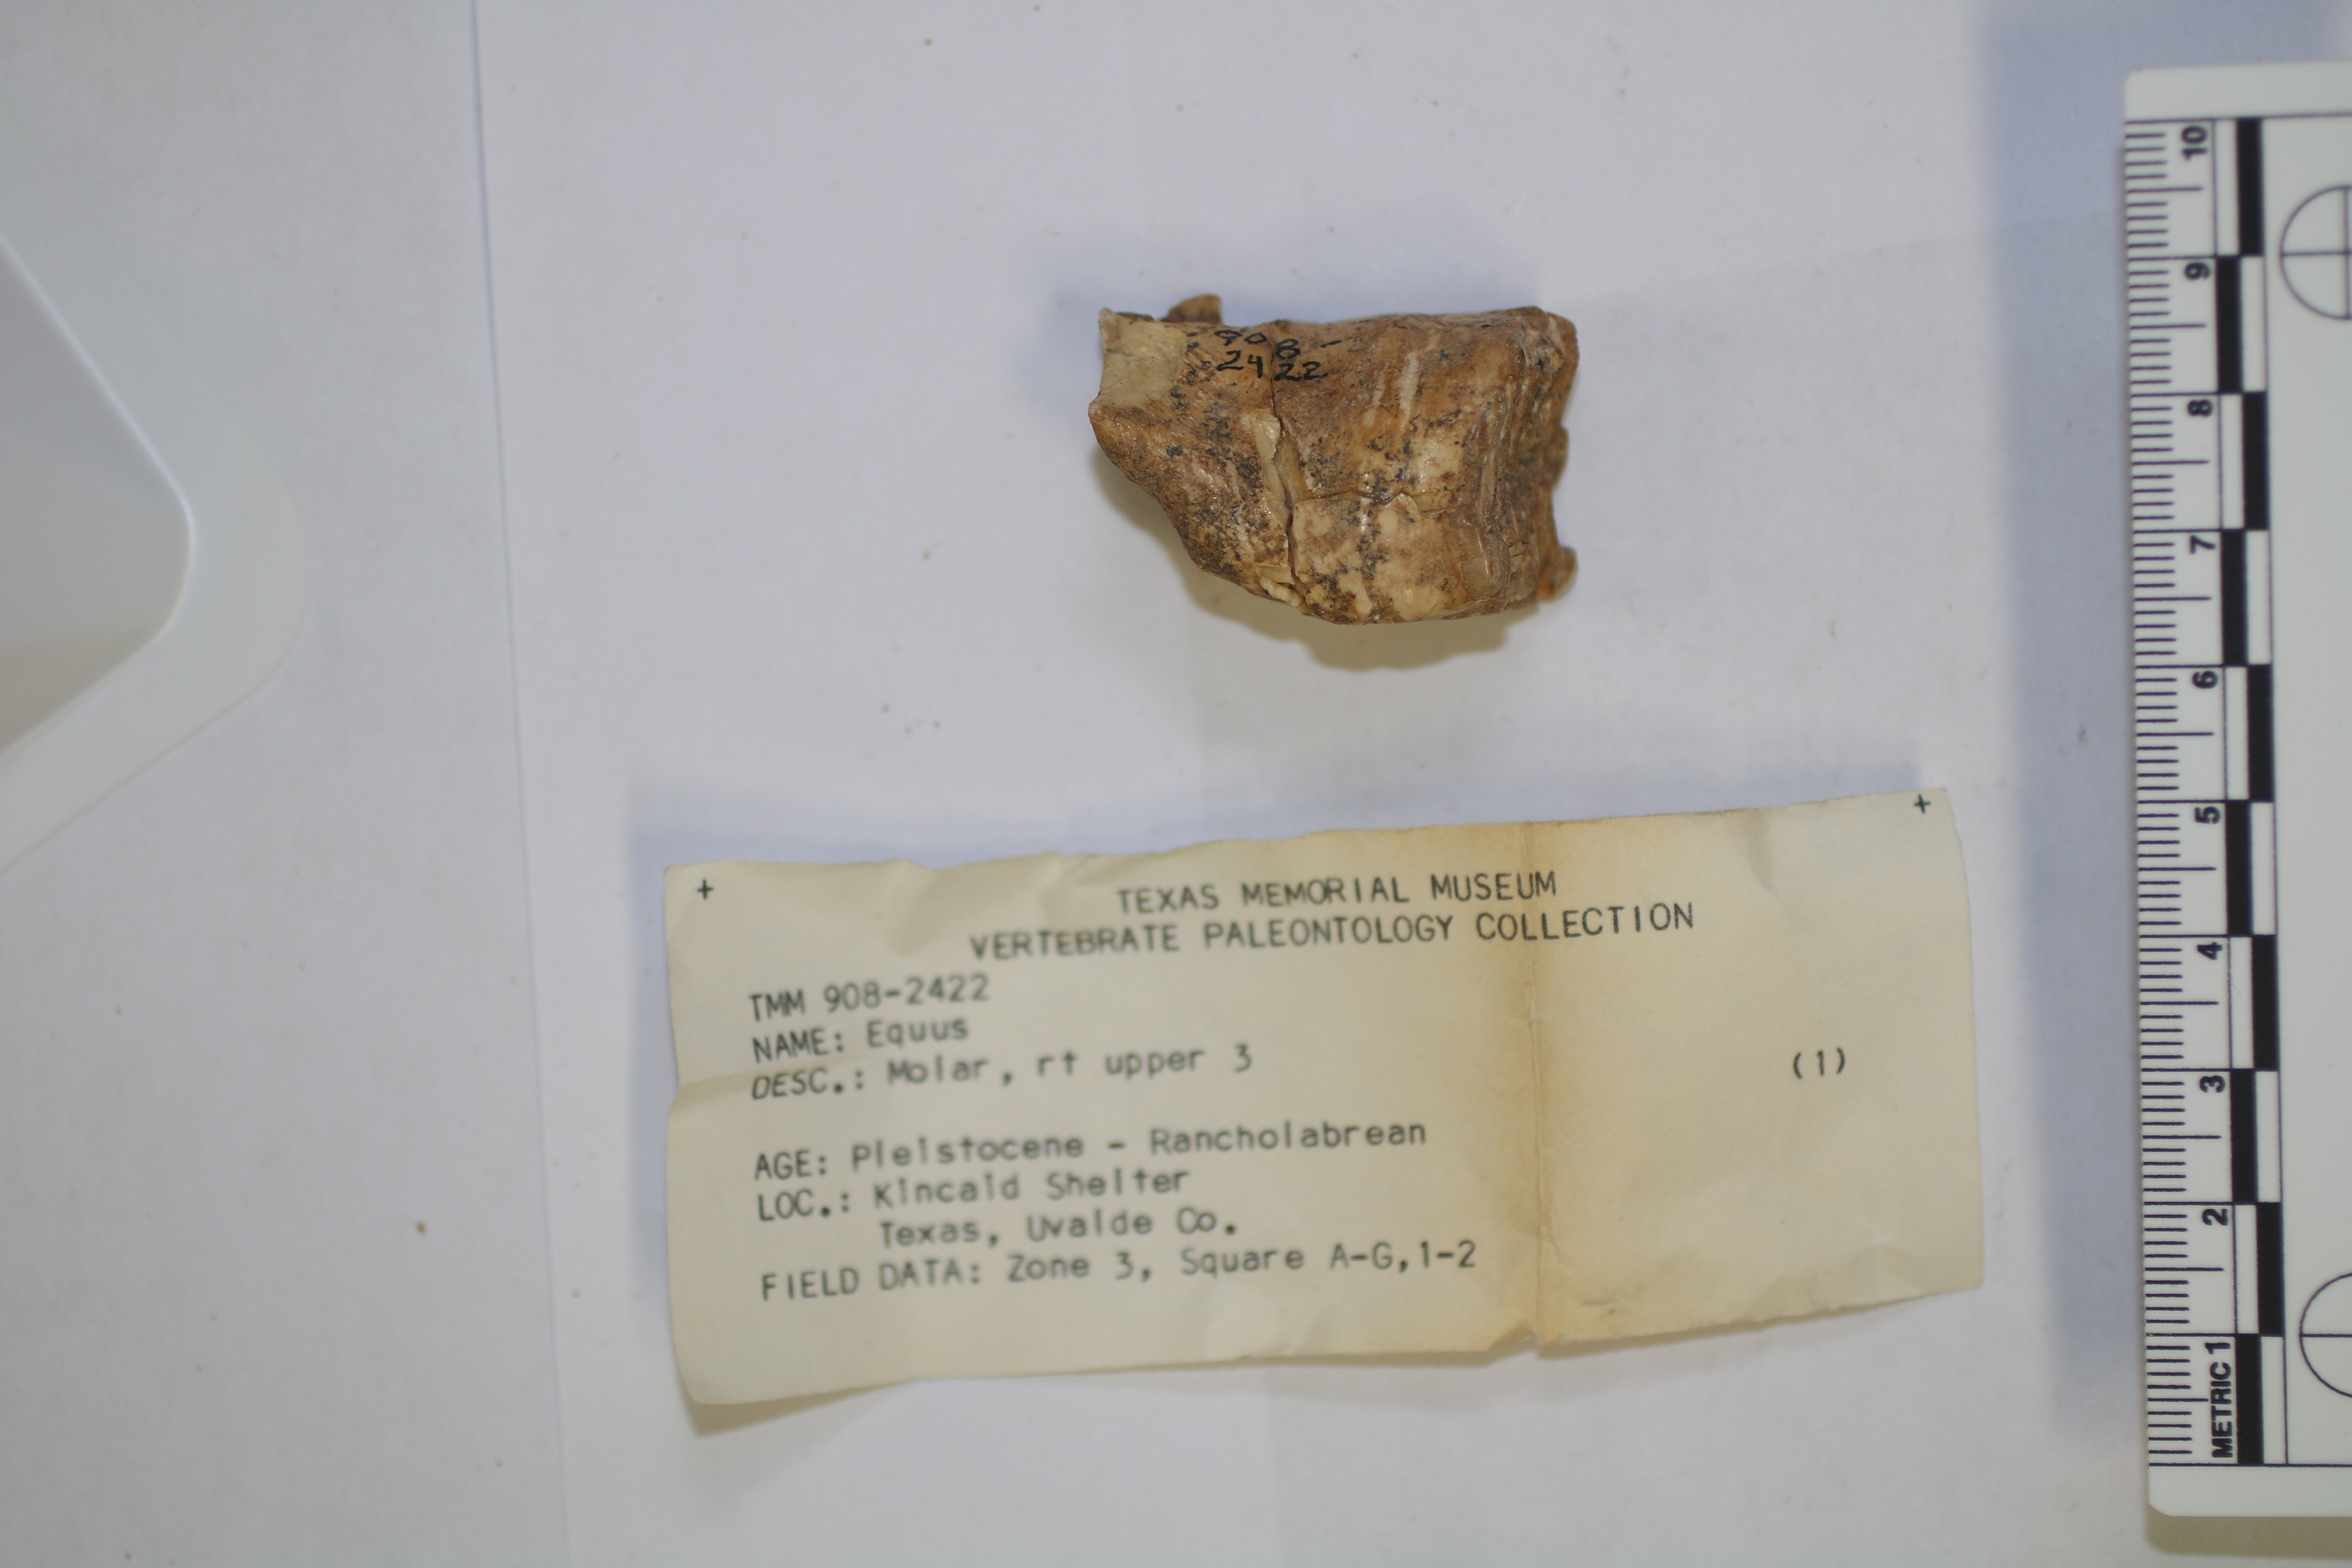 + +
TEXAS MEMORIAL MUSEUM
VERTEBRATE PALEONTOLOGY COLLECTION
TMM 908-2422
NAME: Equus
DESC.: Molar, rt upper 3 (1)
AGE: Pleistocene - Rancholabrean
LOC.: Kincaid Shelter
Texas, Uvalde Co.
FIELD DATA: Zone 3, Square A-G,1-2
908-
2422
METRIC 1 2 3 4 5 6 7 8 9 10